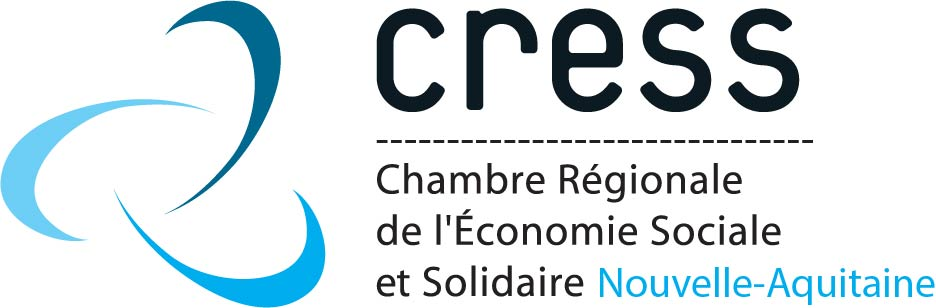 cress
Chambre Régionale
de l'Économie Sociale
et Solidaire Nouvelle-Aquitaine